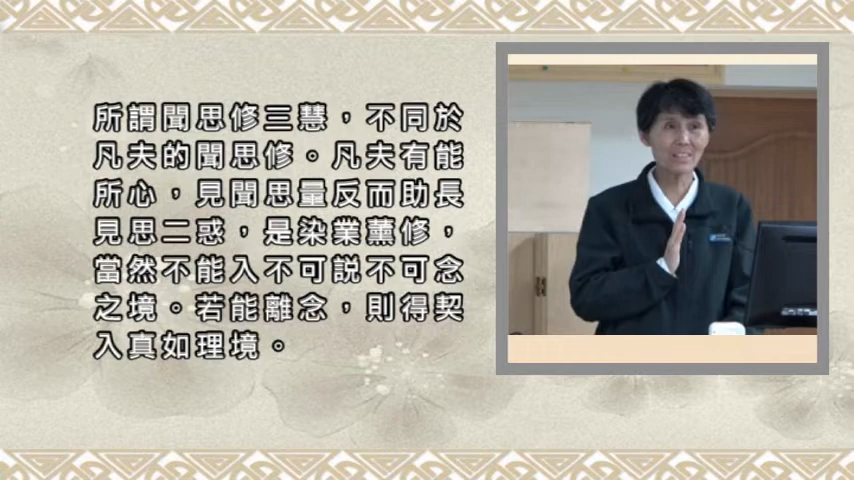 所謂聞思修三慧，不同於
凡夫的聞思修。凡夫有能
所心，見聞思量反而助長
見思二惑，是染業薰修，
當然不能入不可說不可念
之境。若能離念，則得契
入真如理境。